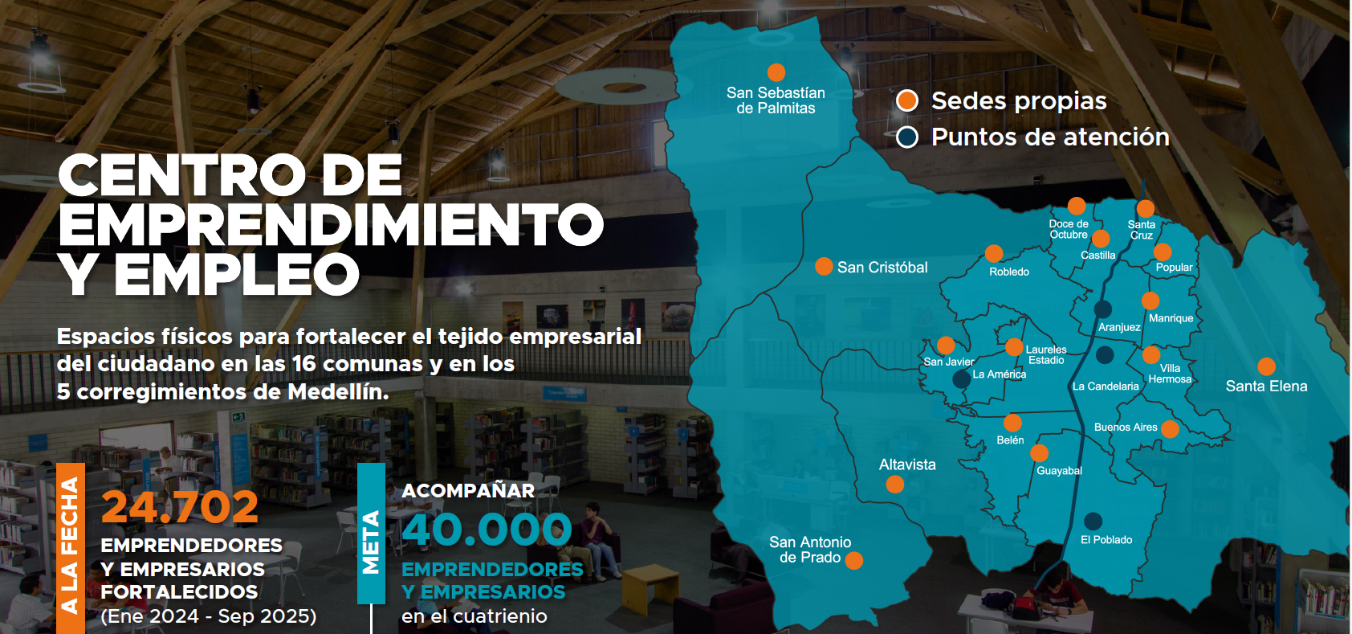 CENTRO DE
EMPRENDIMIENTO
Y EMPLEO
Espacios físicos para fortalecer el tejido empresarial
del ciudadano en las 16 comunas y en los
5 corregimientos de Medellín.
A LA FECHA
24.702
EMPRENDEDORES
Y EMPRESARIOS
FORTALECIDOS
(Ene 2024 - Sep 2025)
META
ACOMPAÑAR
40.000
EMPRENDEDORES
Y EMPRESARIOS
en el cuatrienio
Sedes propias
Puntos de atención
San Sebastían
de Palmitas
San Cristóbal
Robledo
Doce de
Octubre
Castilla
Santa
Cruz
Popular
Aranjuez
Manrique
San Javier
La América
Laureles
Estadio
La Candelaria
Villa
Hermosa
Santa Elena
Belén
Buenos Aires
Guayabal
Altavista
San Antonio
de Prado
El Poblado